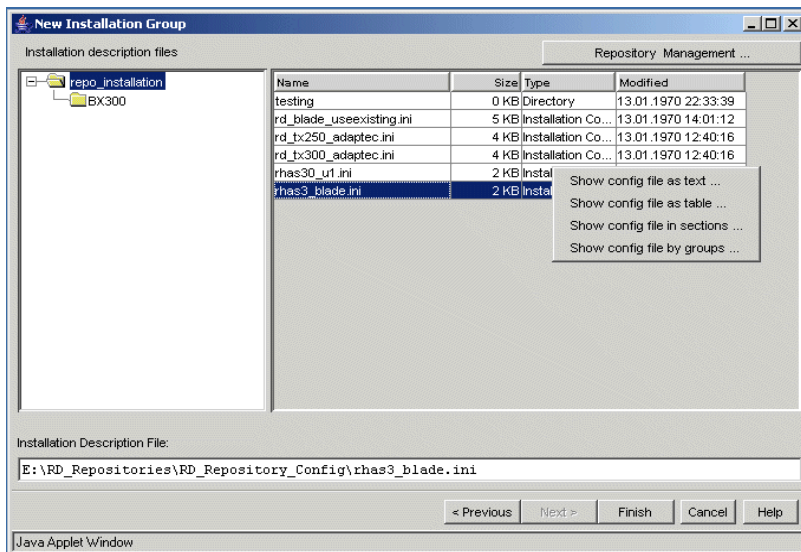 New Installation Group
Installation description files
Repository Management ...
repo_installation
BX300
Name Size Type Modified
testing 0 KB Directory 13.01.1970 22:33:39
rd_blade_useexisting.ini 5 KB Installation Co... 13.01.1970 14:01:12
rd_tx250_adaptec.ini 4 KB Installation Co... 13.01.1970 12:40:16
rd_tx300_adaptec.ini 4 KB Installation Co... 13.01.1970 12:40:16
rhas30_u1.ini 2 KB Instal
rhas3_blade.ini 2 KB Instal
Show config file as text ...
Show config file as table ...
Show config file in sections ...
Show config file by groups ...
Installation Description File:
E:\RD_Repositories\RD_Repository_Config\rhas3_blade.ini
< Previous Next > Finish Cancel Help
Java Applet Window